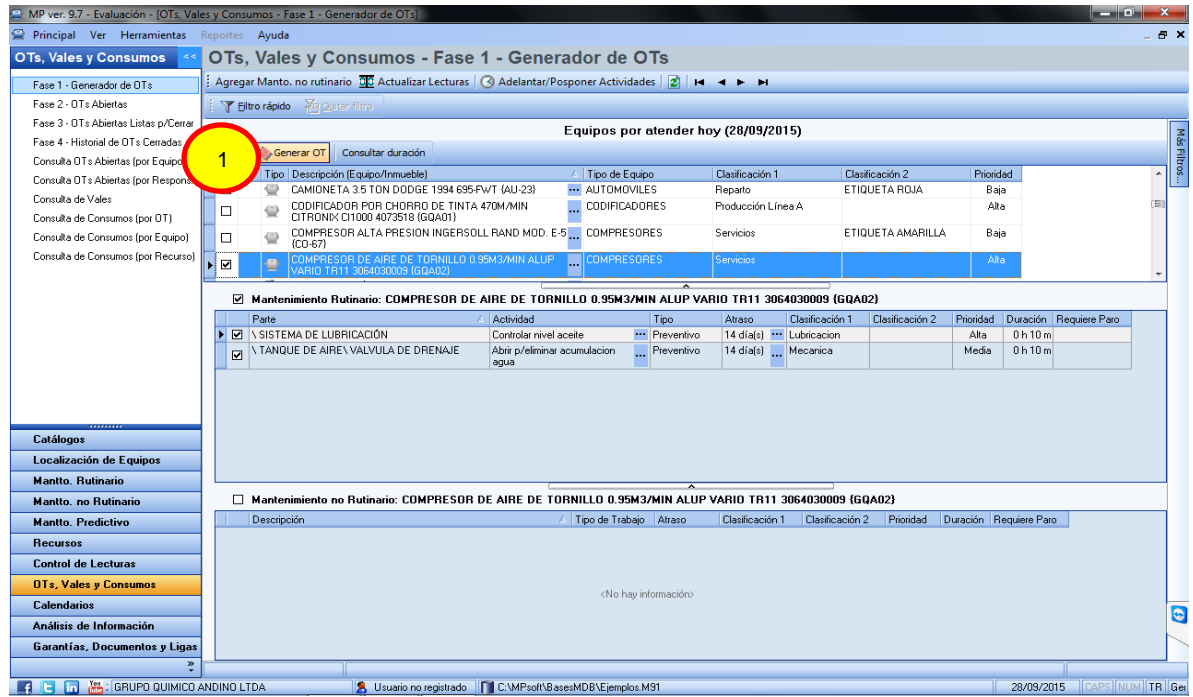 MP ver. 9.7 - Evaluación - [OTs, Vales y Consumos - Fase 1 - Generador de OTs]
Principal Ver Herramientas Reportes Ayuda
OTs, Vales y Consumos <<
OTs, Vales y Consumos - Fase 1 - Generador de OTs
Fase 1 - Generador de OTs
Fase 2 - OTs Abiertas
Fase 3 - OTs Abiertas Listas p/Cerrar
Fase 4 - Historial de OTs Cerradas
Consulta OTs Abiertas (por Equipo
Consulta OTs Abiertas (por Respons
Consulta de Vales
Consulta de Consumos (por OT)
Consulta de Consumos (por Equipo)
Consulta de Consumos (por Recurso)
Agregar Manto. no rutinario Actualizar Lecturas Adelantar/Posponer Actividades
Filtro rápido Quitar filtro
Equipos por atender hoy (28/09/2015)
Más Filtros...
1
Generar OT Consultar duración
Tipo Descripción (Equipo/Inmueble) Tipo de Equipo Clasificación 1 Clasificación 2 Prioridad
CAMIONETA 3.5 TON DODGE 1994 695-FWT {AU-23} ... AUTOMOVILES Reparto ETIQUETA ROJA Baja
CODIFICADOR POR CHORRO DE TINTA 470M/MIN
CITRONIX CI1000 4073518 {GQA01} ... CODIFICADORES Producción Línea A Alta
COMPRESOR ALTA PRESION INGERSOLL RAND MOD. E-5
{CO-67} ... COMPRESORES Servicios ETIQUETA AMARILLA Baja
COMPRESOR DE AIRE DE TORNILLO 0.95M3/MIN ALUP
VARIO TR11 3064030009 {GQA02} ... COMPRESORES Servicios Alta
Mantenimiento Rutinario: COMPRESOR DE AIRE DE TORNILLO 0.95M3/MIN ALUP VARIO TR11 3064030009 {GQA02}
Parte Actividad Tipo Atraso Clasificación 1 Clasificación 2 Prioridad Duración Requiere Paro
\ SISTEMA DE LUBRICACIÓN Controlar nivel aceite ... Preventivo 14 día(s) ... Lubricacion Alta 0 h 10 m
\ TANQUE DE AIRE\ VALVULA DE DRENAJE Abrir p/eliminar acumulacion
agua ... Preventivo 14 día(s) ... Mecanica Media 0 h 10 m
Mantenimiento no Rutinario: COMPRESOR DE AIRE DE TORNILLO 0.95M3/MIN ALUP VARIO TR11 3064030009 {GQA02}
Descripción Tipo de Trabajo Atraso Clasificación 1 Clasificación 2 Prioridad Duración Requiere Paro
<No hay información>
Catálogos
Localización de Equipos
Mantto. Rutinario
Mantto. no Rutinario
Mantto. Predictivo
Recursos
Control de Lecturas
OTs, Vales y Consumos
Calendarios
Análisis de Información
Garantías, Documentos y Ligas
You : GRUPO QUIMICO ANDINO LTDA Usuario no registrado C:\MPsoft\BasesMDB\Ejemplos.M91 28/09/2015 CAPS NUM TR Ger